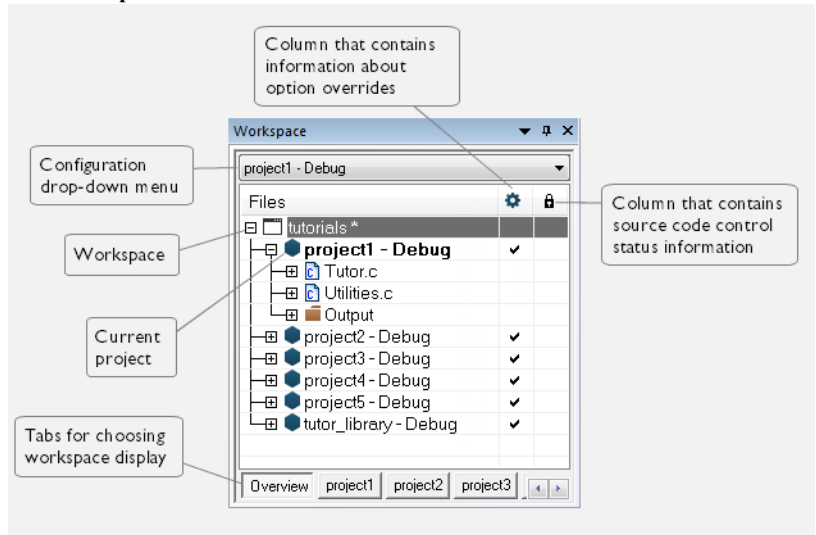 Column that contains
information about
option overrides
Workspace
Configuration
drop-down menu
project1 - Debug
Files
Column that contains
source code control
status information
tutorials *
Workspace
project1 - Debug
Tutor.c
Utilities.c
Output
Current
project
project2 - Debug
project3 - Debug
project4 - Debug
project5 - Debug
tutor_library - Debug
Tabs for choosing
workspace display
Overview project1 project2 project3